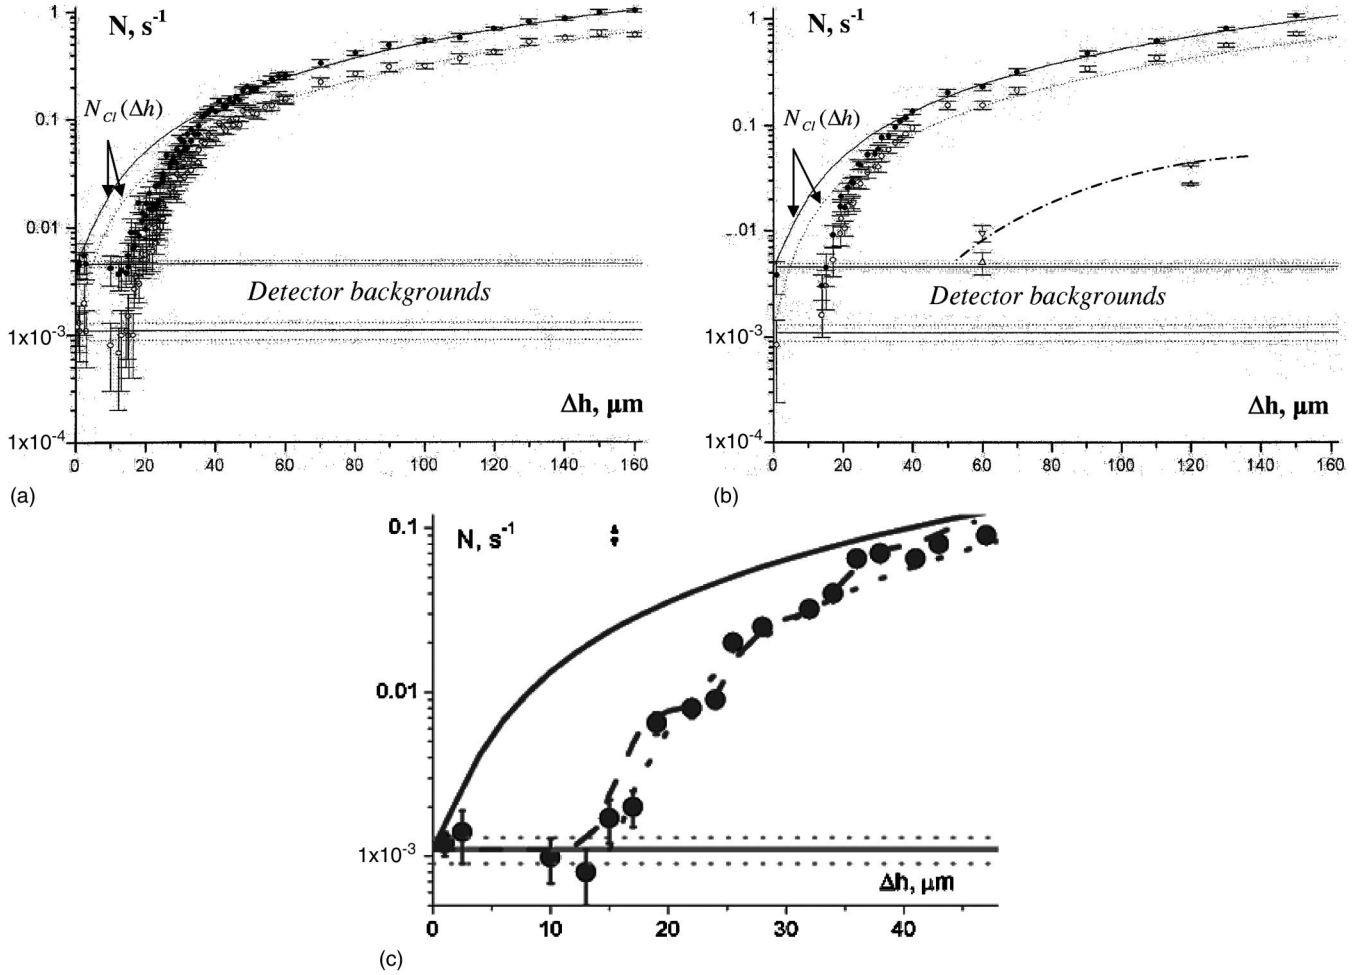 N, s⁻¹
1
0.1
0.01
1x10⁻³
1x10⁻⁴
N_Cl(Δh)
Detector backgrounds
Δh, μm
0 20 40 60 80 100 120 140 160
(a)
N, s⁻¹
1
0.1
.01
1x10⁻³
1x10⁻⁴
N_Cl(Δh)
Detector backgrounds
Δh, μm
0 20 40 60 80 100 120 140 160
(b)
N, s⁻¹
0.1
0.01
1x10⁻³
Δh, μm
0 10 20 30 40
(c)